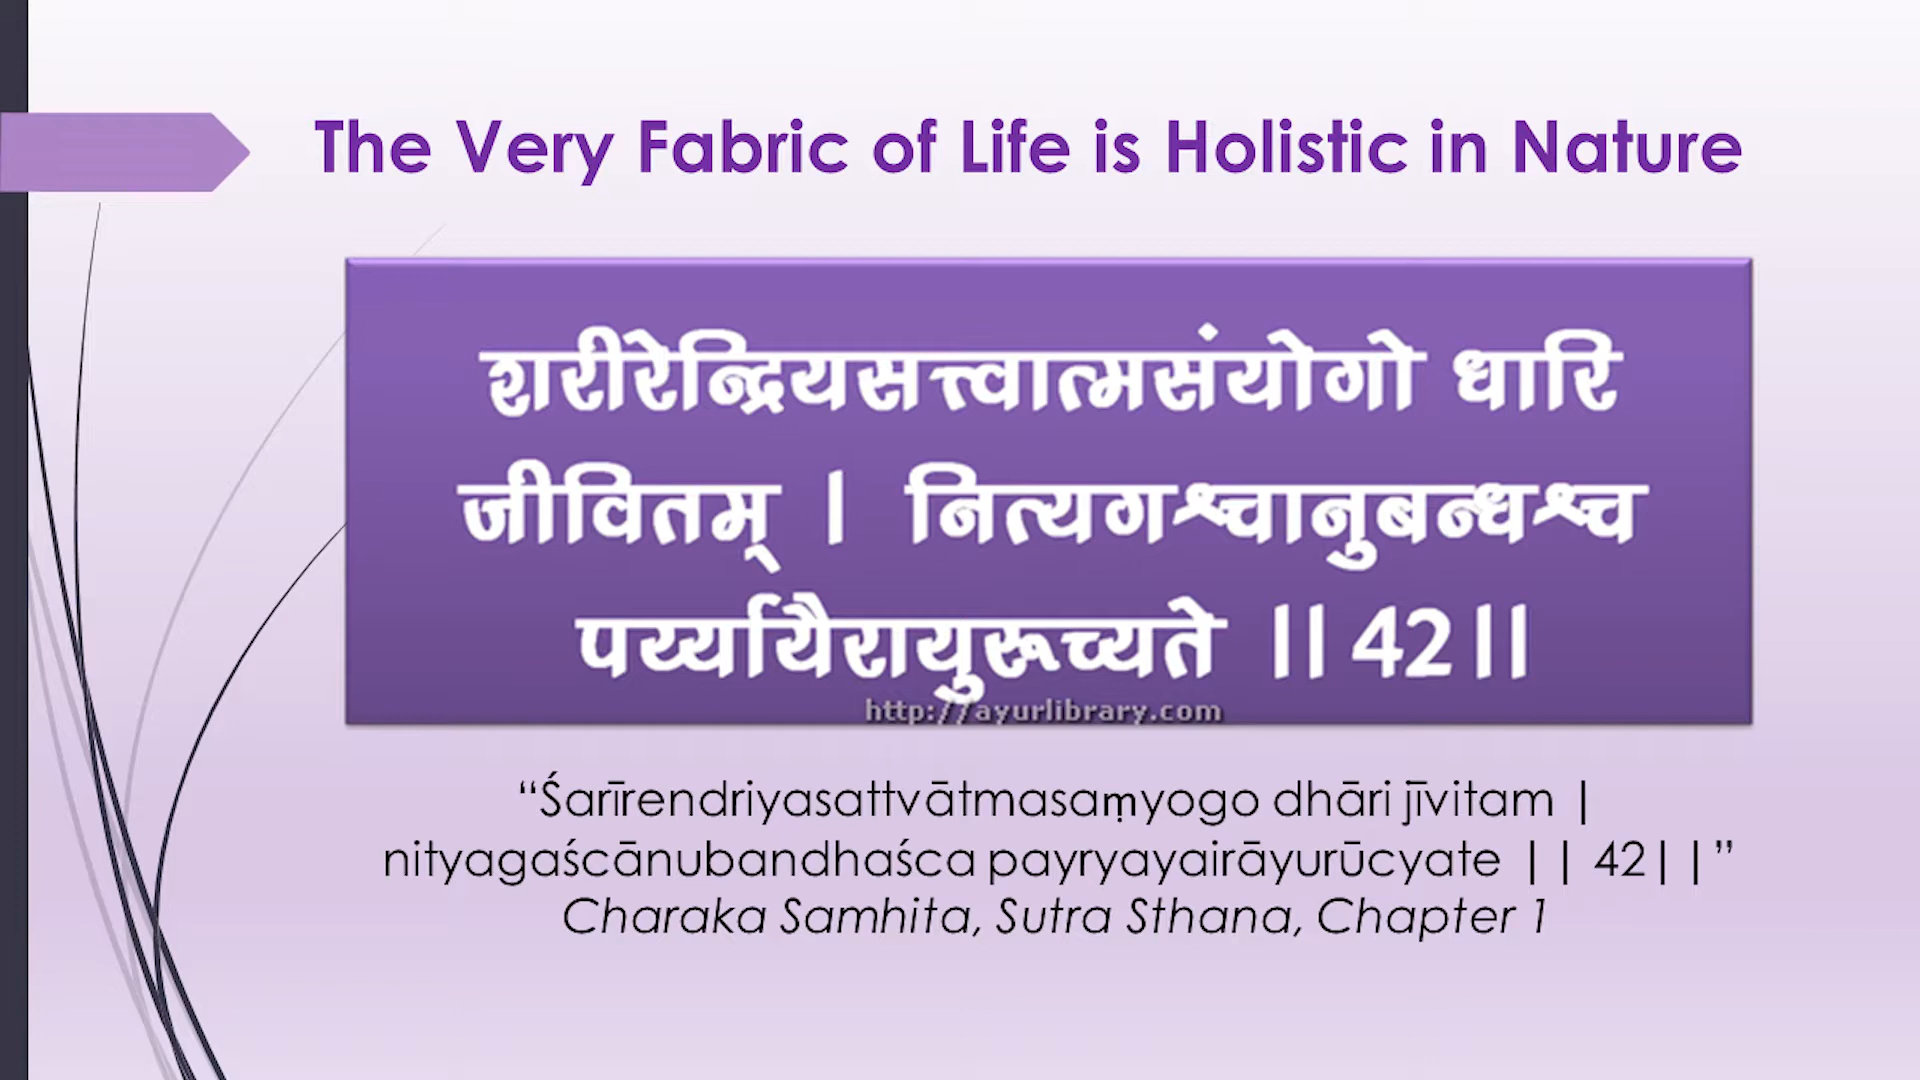 The Very Fabric of Life is Holistic in Nature
शरीरेन्द्रियसत्त्वात्मसंयोगो धारि
जीवितम् । नित्यगश्चानुबन्धश्च
पर्य्यायैरायुरूच्यते ।। 42 ।।
http://ayurlibrary.com
“Śarīrendriyasattvātmasaṃyogo dhāri jīvitam |
nityagaścānubandhaśca payryayairāyurūcyate || 42||”
Charaka Samhita, Sutra Sthana, Chapter 1